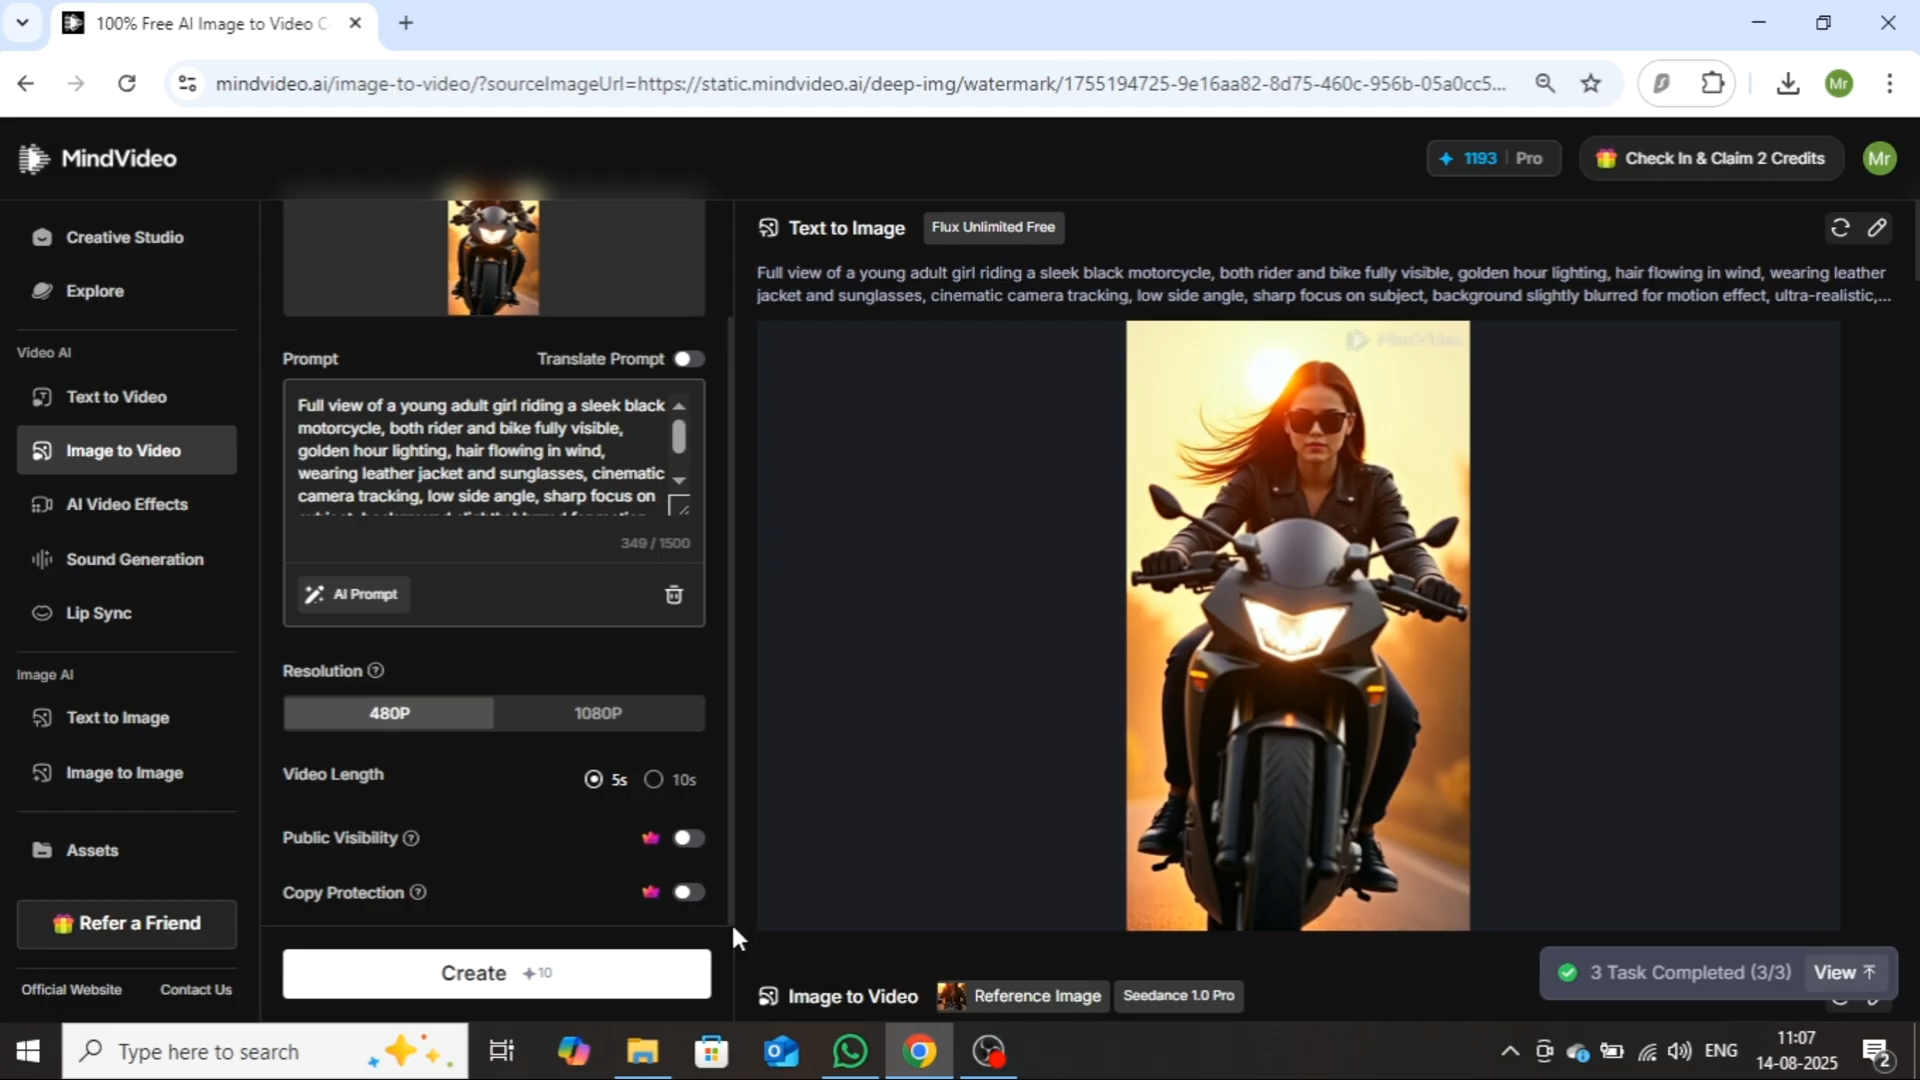 100% Free AI Image to Video C
mindvideo.ai/image-to-video/?sourceImageUrl=https://static.mindvideo.ai/deep-img/watermark/1755194725-9e16aa82-8d75-460c-956b-05a0cc5...
Mr
MindVideo
1193 | Pro
Check In & Claim 2 Credits
Mr
Creative Studio
Explore
Video AI
Text to Video
Image to Video
AI Video Effects
Sound Generation
Lip Sync
Image AI
Text to Image
Image to Image
Assets
Refer a Friend
Official Website
Contact Us
Prompt
Translate Prompt
Full view of a young adult girl riding a sleek black
motorcycle, both rider and bike fully visible,
golden hour lighting, hair flowing in wind,
wearing leather jacket and sunglasses, cinematic
camera tracking, low side angle, sharp focus on
349 / 1500
AI Prompt
Resolution
480P
1080P
Video Length
5s
10s
Public Visibility
Copy Protection
Create +10
Text to Image
Flux Unlimited Free
Full view of a young adult girl riding a sleek black motorcycle, both rider and bike fully visible, golden hour lighting, hair flowing in wind, wearing leather
jacket and sunglasses, cinematic camera tracking, low side angle, sharp focus on subject, background slightly blurred for motion effect, ultra-realistic,...
MindVideo
Image to Video
Reference Image
Seedance 1.0 Pro
3 Task Completed (3/3)
View
Type here to search
ENG
11:07
14-08-2025
2